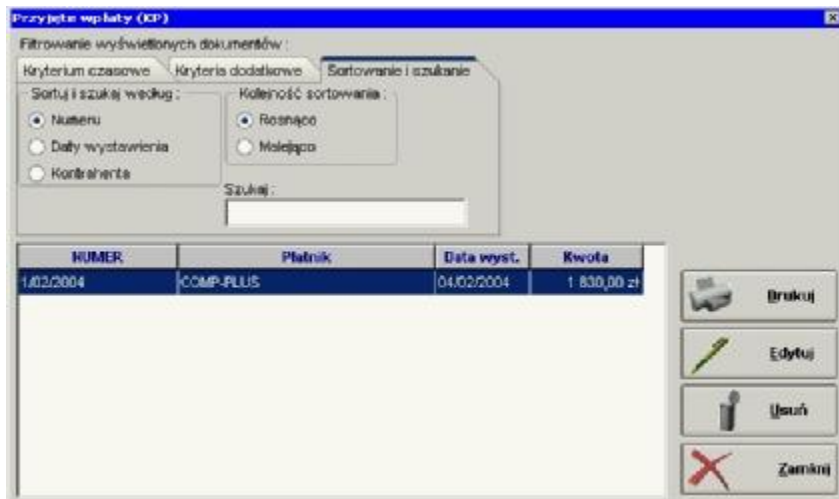 Przyjęte wpłaty (KP)
Filtrowanie wyświetlonych dokumentów :
Kryterium czasowe Kryteria dodatkowe Sortowanie i szukanie
Sortuj i szukaj według : Kolejność sortowania :
Numeru Rosnąco
Daty wystawienia Malejąco
Kontrahenta
Szukaj :
NUMER Płatnik Data wyst. Kwota
1/02/2004 COMP-PLUS 04/02/2004 1 830,00 zł
Drukuj
Edytuj
Usuń
Zamknij